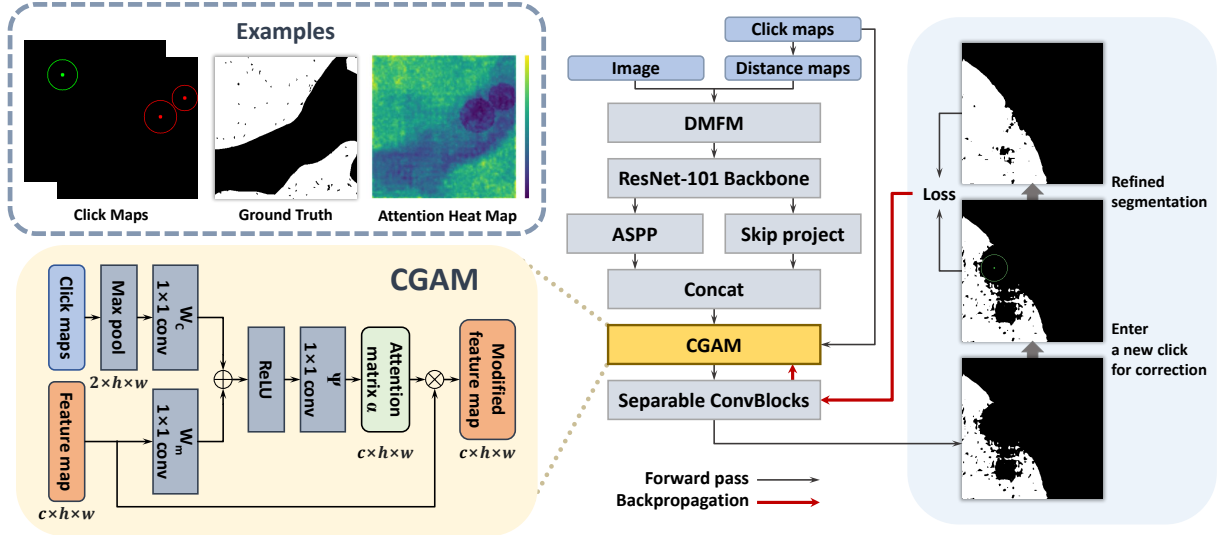 Examples
Click Maps
Ground Truth
Attention Heat Map
CGAM
Click maps
Max pool
1×1 conv
W_c
2×h×w
Feature map
c×h×w
1×1 conv
W_m
ReLU
1×1 conv
Ψ
Attention
matrix α
c×h×w
Modified
feature map
c×h×w
Click maps
Image
Distance maps
DMFM
ResNet-101 Backbone
ASPP
Skip project
Concat
CGAM
Separable ConvBlocks
Forward pass
Backpropagation
Loss
Refined
segmentation
Enter
a new click
for correction